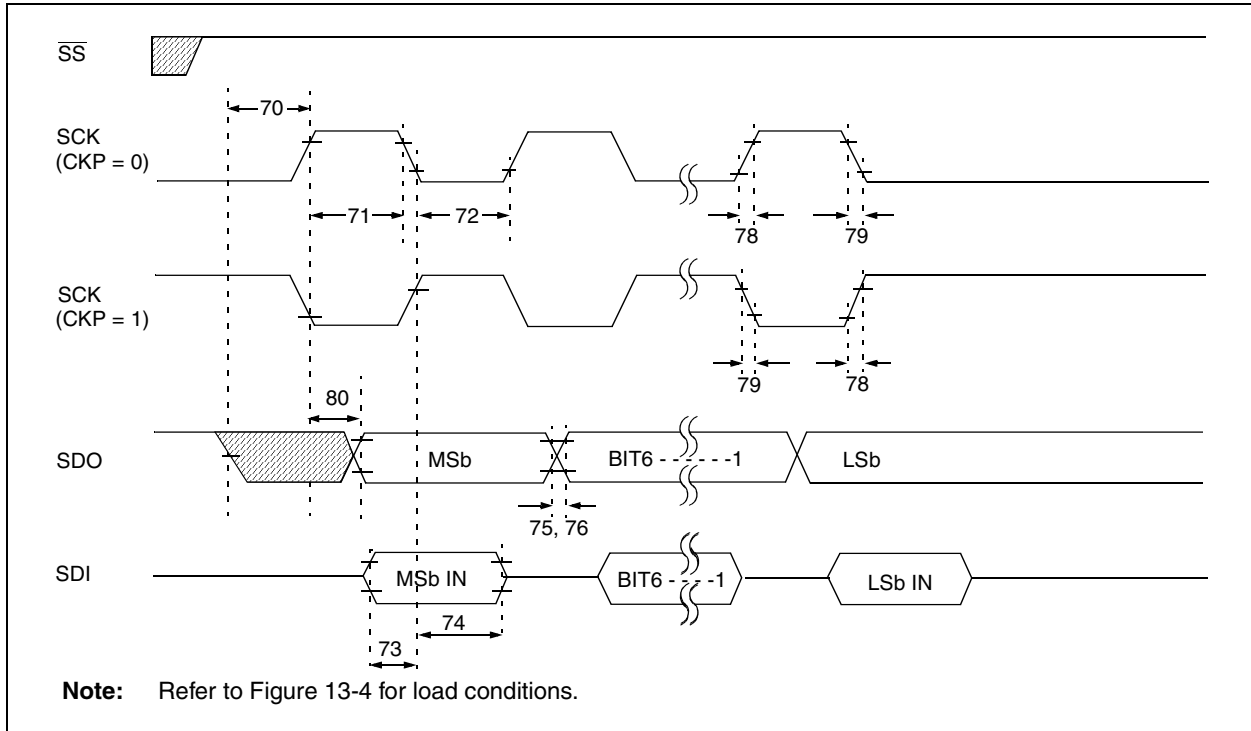 SS
70
SCK
(CKP = 0)
71
72
78
79
SCK
(CKP = 1)
79
78
80
SDO
MSb
BIT6 - - - - - - -1
LSb
75, 76
SDI
MSb IN
BIT6 - - - - -1
LSb IN
74
73
Note: Refer to Figure 13-4 for load conditions.